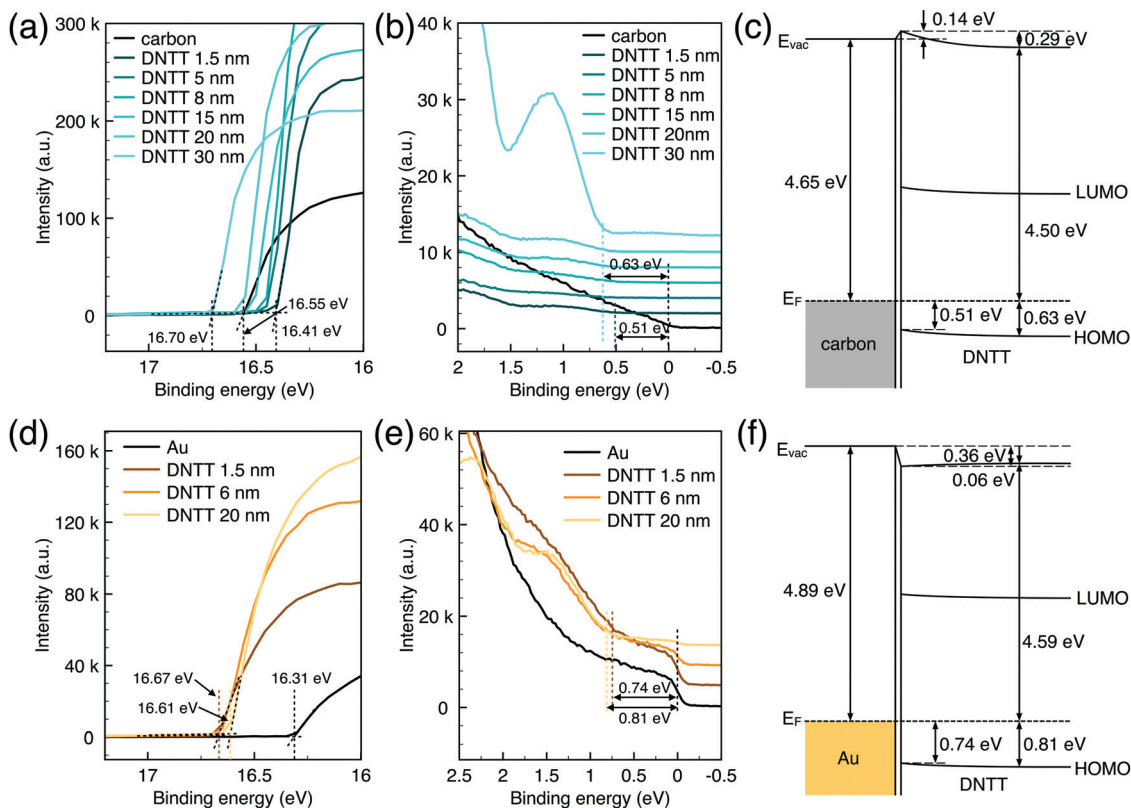 (a)
300 k
200 k
100 k
0
Intensity (a.u.)
carbon
DNTT 1.5 nm
DNTT 5 nm
DNTT 8 nm
DNTT 15 nm
DNTT 20 nm
DNTT 30 nm
16.55 eV
16.70 eV
16.41 eV
17
16.5
16
Binding energy (eV)
(b)
40 k
30 k
20 k
10 k
0
Intensity (a.u.)
carbon
DNTT 1.5 nm
DNTT 5 nm
DNTT 8 nm
DNTT 15 nm
DNTT 20nm
DNTT 30 nm
0.63 eV
0.51 eV
2
1.5
1
0.5
0
-0.5
Binding energy (eV)
(c)
0.14 eV
Evac
0.29 eV
4.65 eV
LUMO
4.50 eV
EF
0.51 eV
0.63 eV
HOMO
carbon
DNTT
(d)
160 k
120 k
80 k
40 k
0
Intensity (a.u.)
Au
DNTT 1.5 nm
DNTT 6 nm
DNTT 20 nm
16.67 eV
16.31 eV
16.61 eV
17
16.5
16
Binding energy (eV)
(e)
60 k
40 k
20 k
0
Intensity (a.u.)
Au
DNTT 1.5 nm
DNTT 6 nm
DNTT 20 nm
0.74 eV
0.81 eV
2.5
2
1.5
1
0.5
0
-0.5
Binding energy (eV)
(f)
Evac
0.36 eV
0.06 eV
4.89 eV
LUMO
4.59 eV
EF
0.74 eV
0.81 eV
Au
HOMO
DNTT